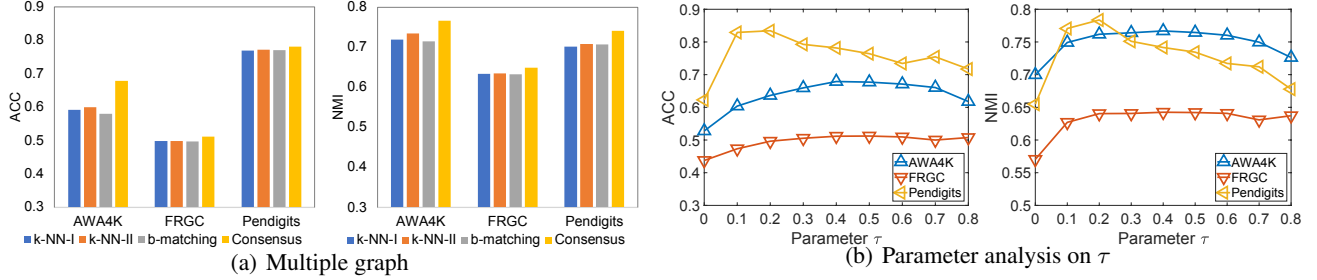 0.9
0.8
0.7
0.6
0.5
0.4
0.3
ACC
AWA4K FRGC Pendigits
k-NN-I k-NN-II b-matching Consensus
0.8
0.7
0.6
0.5
0.4
0.3
NMI
AWA4K FRGC Pendigits
k-NN-I k-NN-II b-matching Consensus
(a) Multiple graph
0.9
0.8
0.7
0.6
0.5
0.4
0.3
ACC
AWA4K
FRGC
Pendigits
0 0.1 0.2 0.3 0.4 0.5 0.6 0.7 0.8
Parameter τ
0.8
0.75
0.7
0.65
0.6
0.55
0.5
NMI
AWA4K
FRGC
Pendigits
0 0.1 0.2 0.3 0.4 0.5 0.6 0.7 0.8
Parameter τ
(b) Parameter analysis on τ